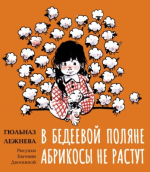 ГЮЛЬНАЗ
ЛЕЖНЕВА
Рисунки
Евгении
Двоскиной
В БЕДЕЕВОЙ ПОЛЯНЕ
АБРИКОСЫ НЕ РАСТУТ